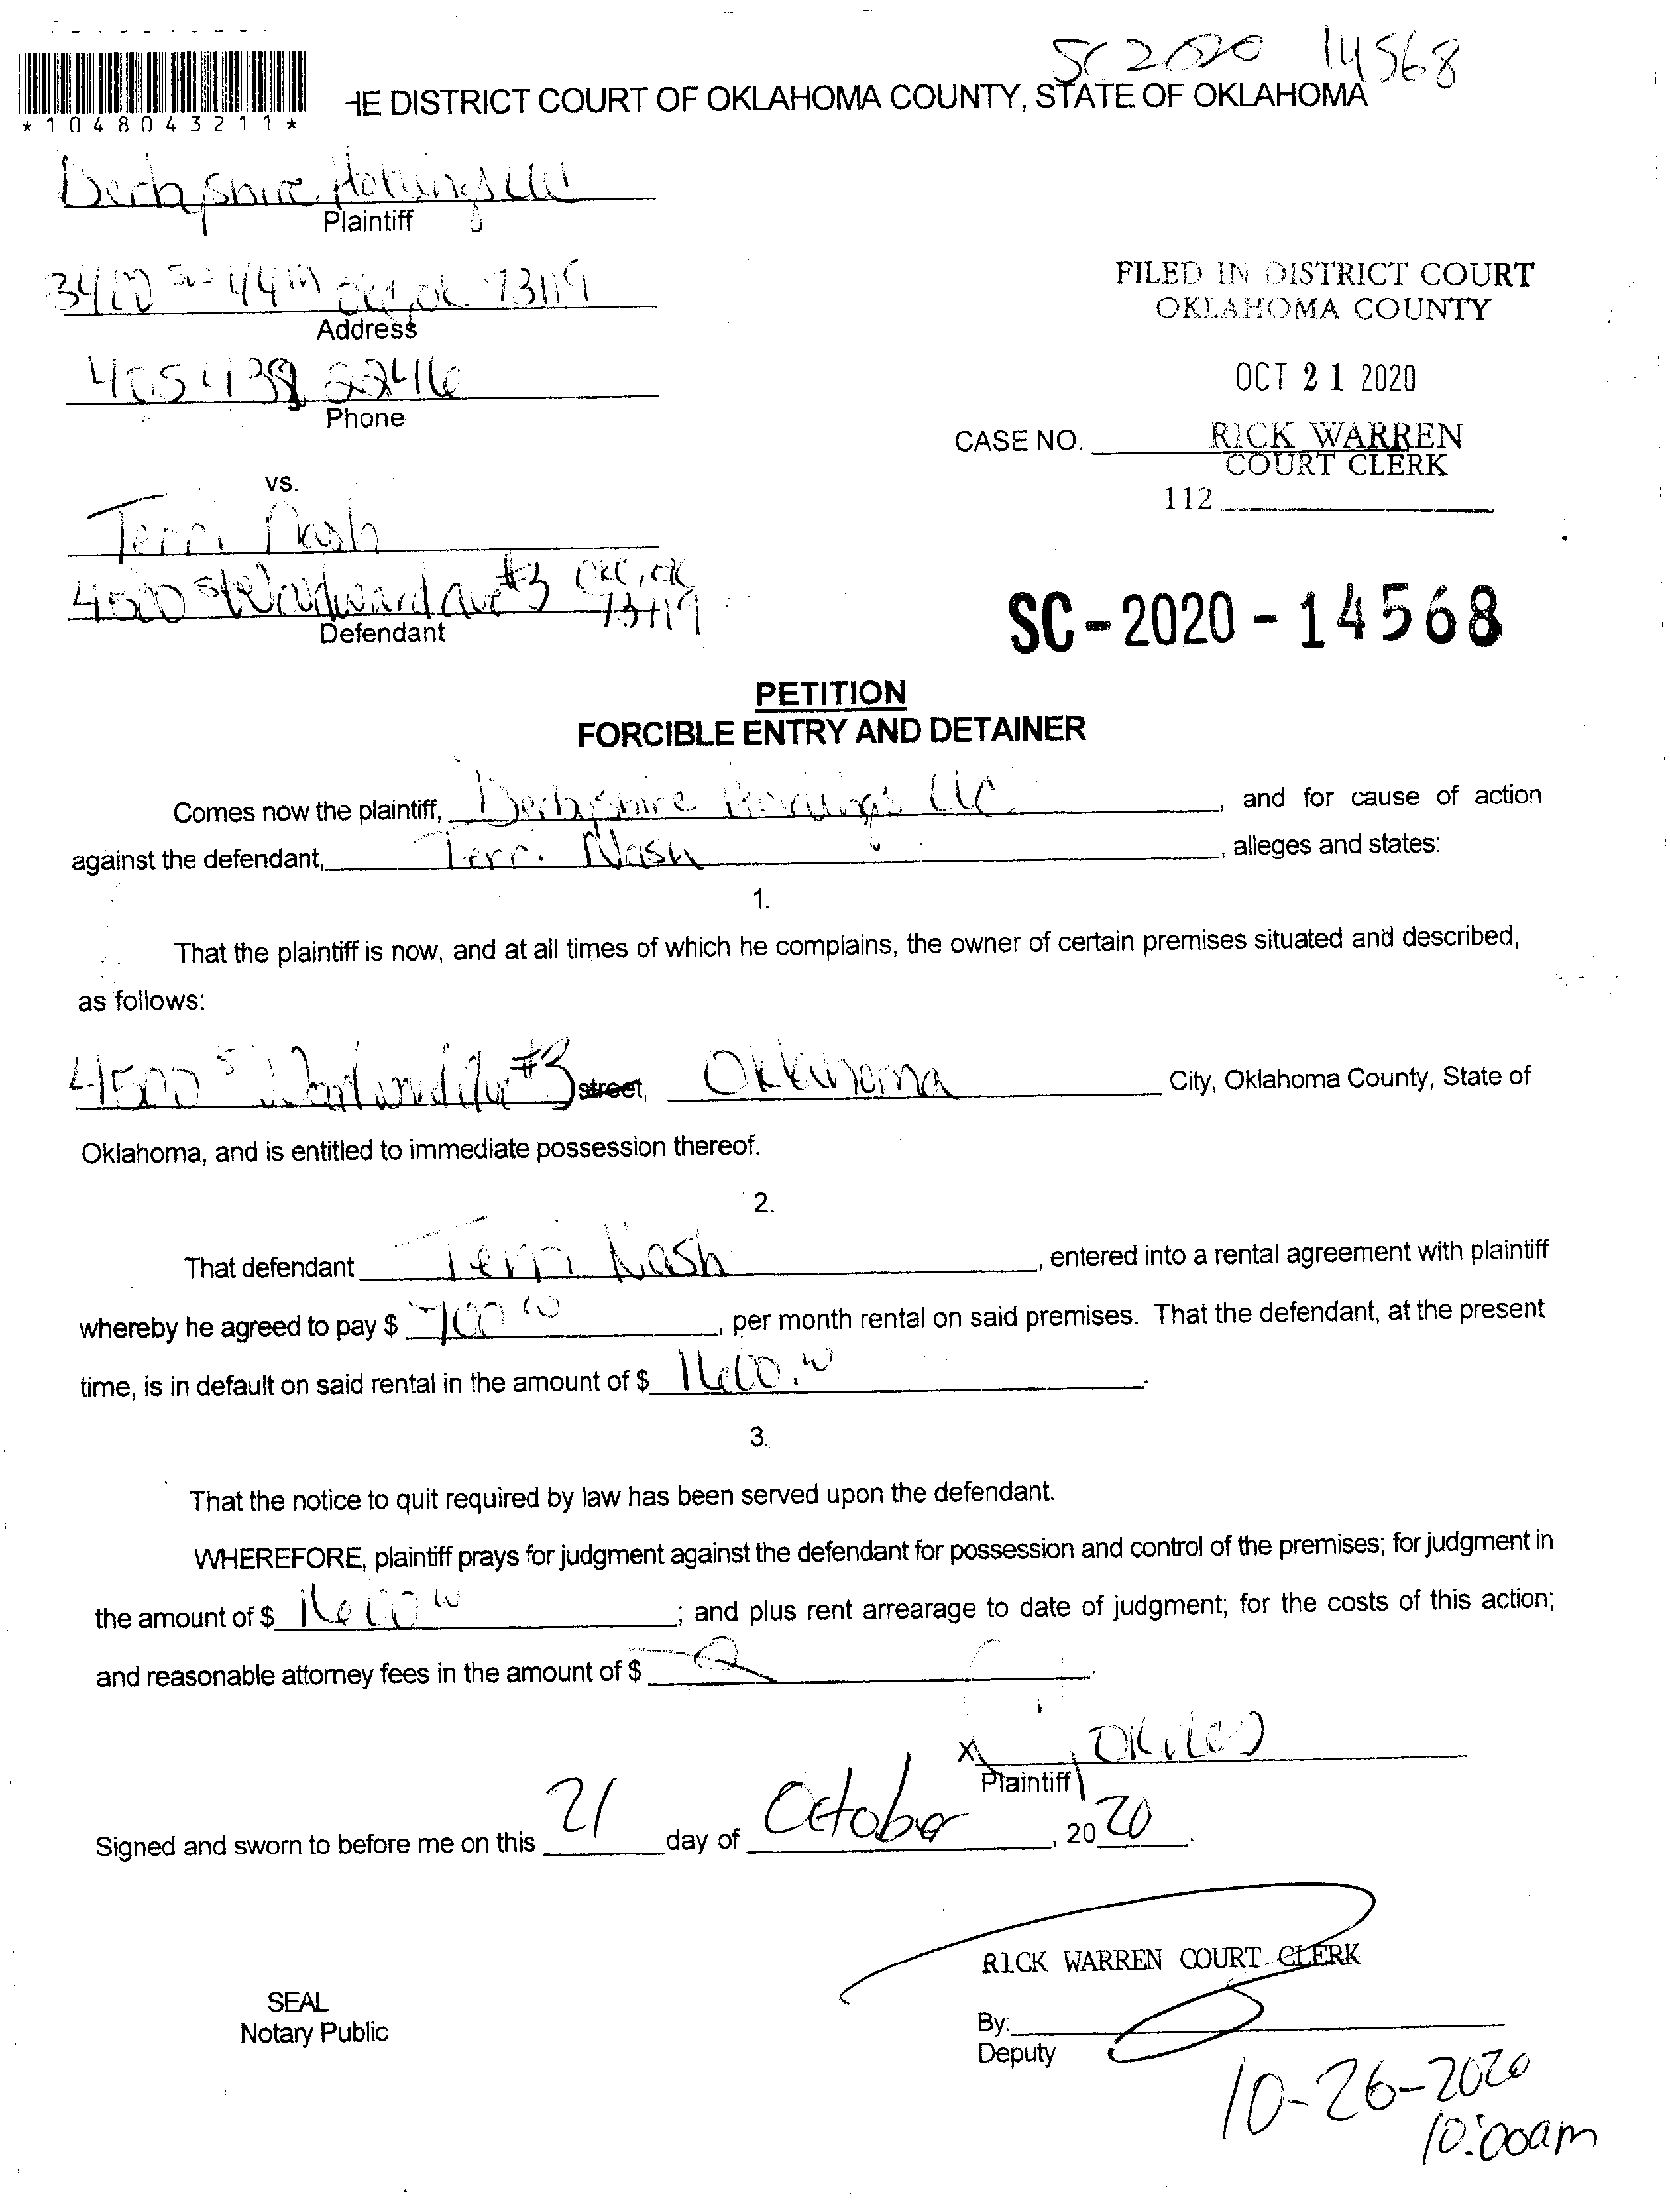 SC 2020 14568
*1048043211*
HE DISTRICT COURT OF OKLAHOMA COUNTY, STATE OF OKLAHOMA
Derbyshire Holdings LLC
Plaintiff
44th OKC, OK 73119
Address
405
Phone
FILED IN DISTRICT COURT
OKLAHOMA COUNTY
OCT 21 2020
CASE NO. RICK WARREN
COURT CLERK
112
vs.
Terri Nash
4500 S #3 OKC, OK
73119
Defendant
SC-2020-14568
PETITION
FORCIBLE ENTRY AND DETAINER
Comes now the plaintiff, Derbyshire Holdings LLC, and for cause of action
against the defendant, Terri Nash, alleges and states:
1.
That the plaintiff is now, and at all times of which he complains, the owner of certain premises situated and described,
as follows:
4500 S #3 street, Oklahoma City, Oklahoma County, State of
Oklahoma, and is entitled to immediate possession thereof.
2.
That defendant Terri Nash, entered into a rental agreement with plaintiff
whereby he agreed to pay $ 700 00, per month rental on said premises. That the defendant, at the present
time, is in default on said rental in the amount of $ 1600.00.
3.
That the notice to quit required by law has been served upon the defendant.
WHEREFORE, plaintiff prays for judgment against the defendant for possession and control of the premises; for judgment in
the amount of $ 1600 00; and plus rent arrearage to date of judgment; for the costs of this action;
and reasonable attorney fees in the amount of $
X
Plaintiff
Signed and sworn to before me on this 21 day of October, 2020.
RICK WARREN COURT CLERK
SEAL
Notary Public
By:
Deputy
10-26-2020
10:00am